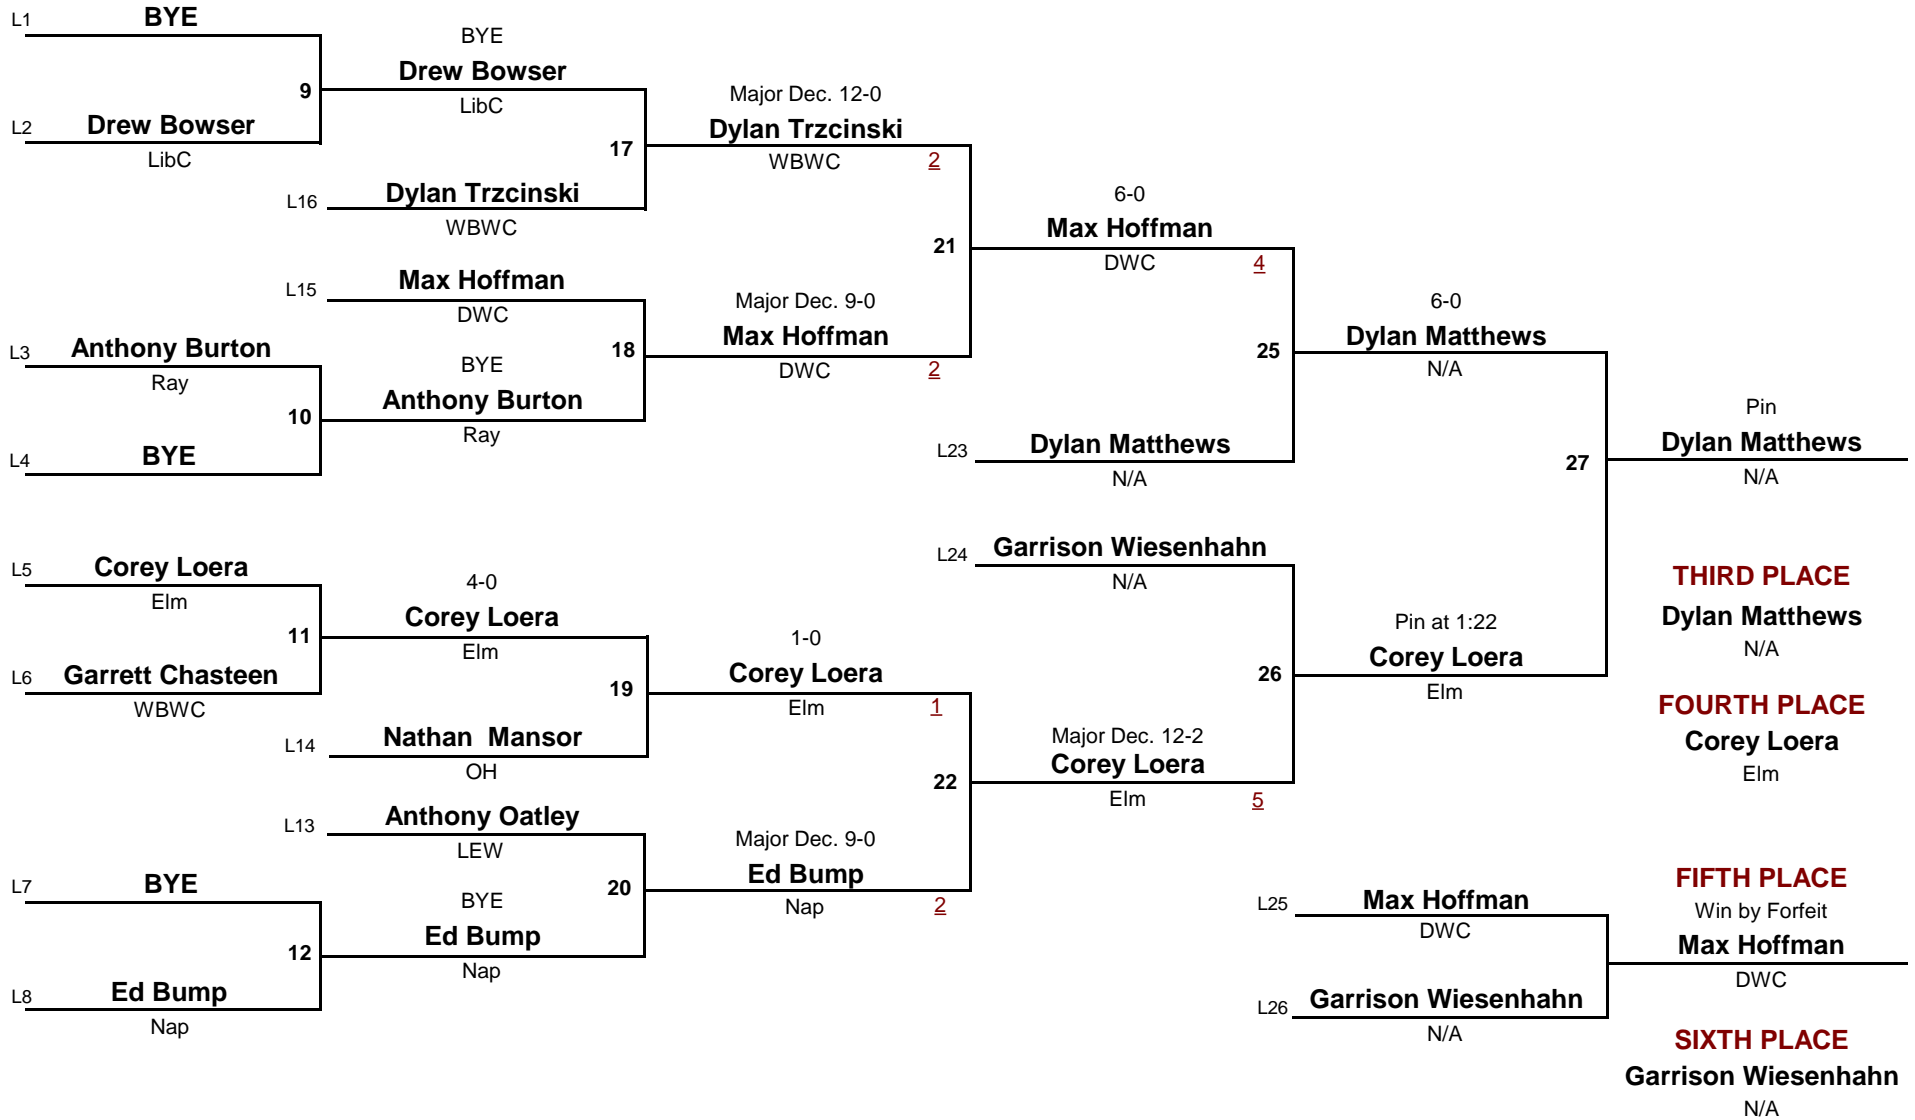 L1 BYE
BYE
Drew Bowser
9
LibC
L2 Drew Bowser
LibC
17
Major Dec. 12-0
Dylan Trzcinski
WBWC 2
L16 Dylan Trzcinski
WBWC
21
6-0
Max Hoffman
DWC 4
L15 Max Hoffman
DWC
Major Dec. 9-0
Max Hoffman
DWC 2
18
L3 Anthony Burton
Ray
BYE
Anthony Burton
Ray
10
L4 BYE
25
6-0
Dylan Matthews
N/A
L23 Dylan Matthews
N/A
27
Pin
Dylan Matthews
N/A
L5 Corey Loera
Elm
4-0
Corey Loera
Elm
11
L6 Garrett Chasteen
WBWC
19
1-0
Corey Loera
Elm 1
L14 Nathan  Mansor
OH
L24 Garrison Wiesenhahn
N/A
26
Pin at 1:22
Corey Loera
Elm
22
Major Dec. 12-2
Corey Loera
Elm 5
L13 Anthony Oatley
LEW
Major Dec. 9-0
Ed Bump
Nap 2
20
L7 BYE
BYE
Ed Bump
Nap
12
L8 Ed Bump
Nap
THIRD PLACE
Dylan Matthews
N/A
FOURTH PLACE
Corey Loera
Elm
L25 Max Hoffman
DWC
L26 Garrison Wiesenhahn
N/A
FIFTH PLACE
Win by Forfeit
Max Hoffman
DWC
SIXTH PLACE
Garrison Wiesenhahn
N/A